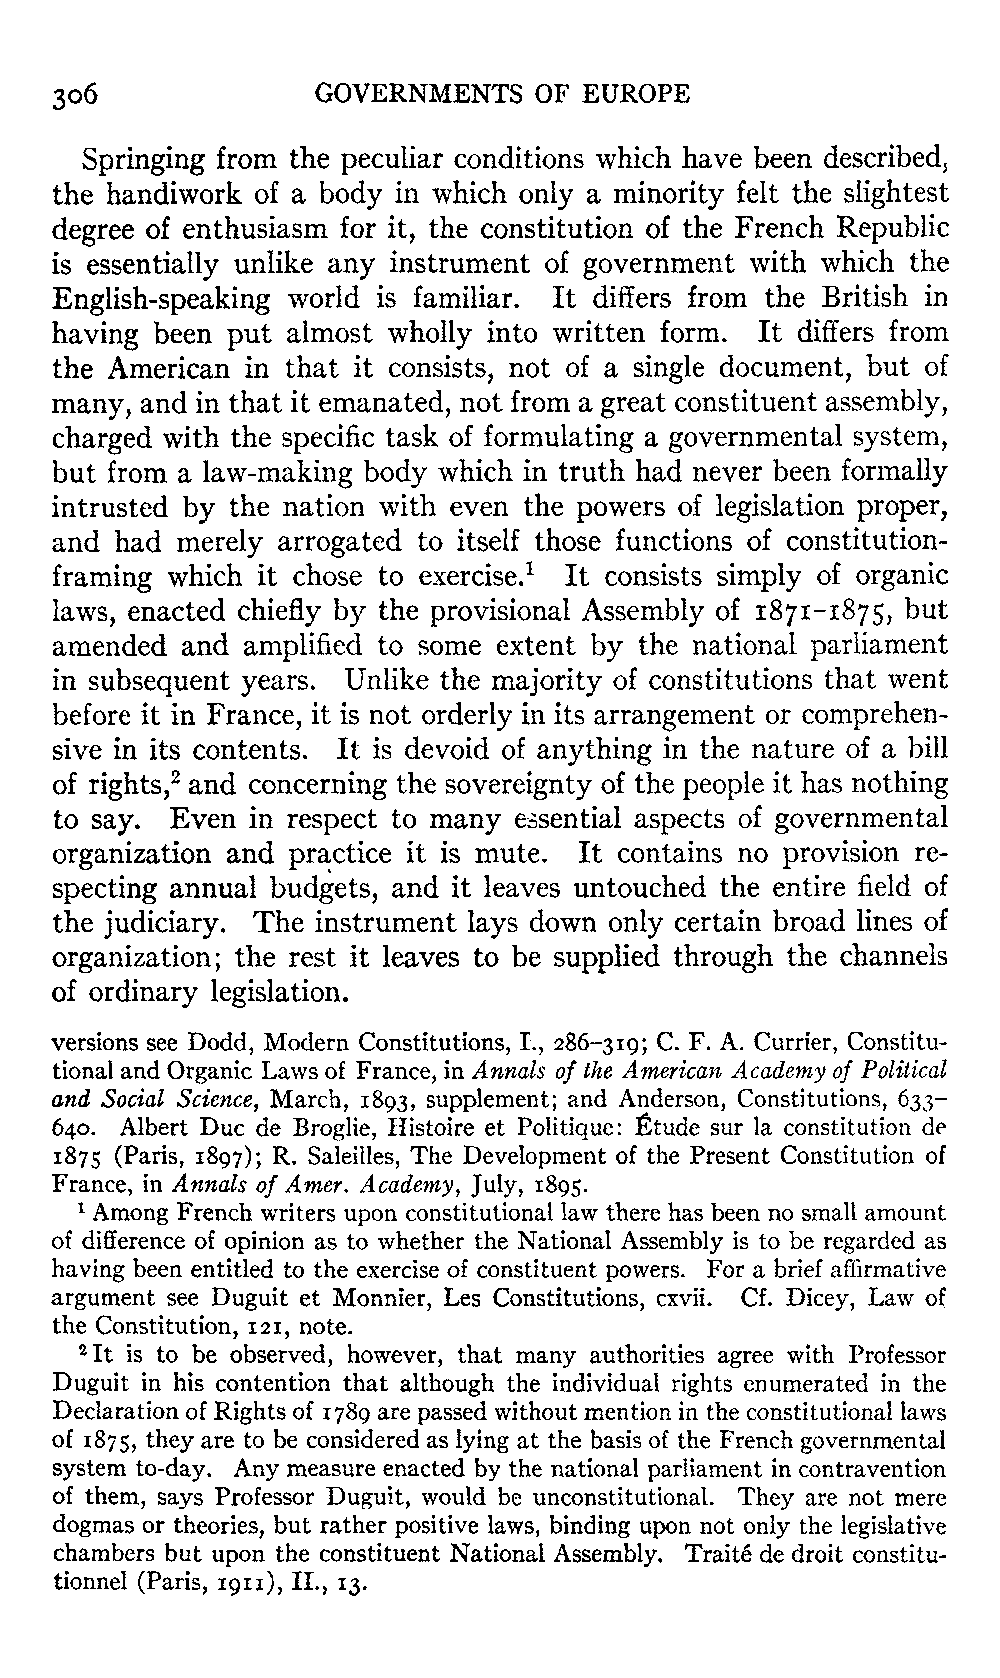 306 GOVERNMENTS OF EUROPE
Springing from the peculiar conditions which have been described,
the handiwork of a body in which only a minority felt the slightest
degree of enthusiasm for it, the constitution of the French Republic
is essentially unlike any instrument of government with which the
English-speaking world is familiar. It differs from the British in
having been put almost wholly into written form. It differs from
the American in that it consists, not of a single document, but of
many, and in that it emanated, not from a great constituent assembly,
charged with the specific task of formulating a governmental system,
but from a law-making body which in truth had never been formally
intrusted by the nation with even the powers of legislation proper,
and had merely arrogated to itself those functions of constitution-
framing which it chose to exercise.¹ It consists simply of organic
laws, enacted chiefly by the provisional Assembly of 1871–1875, but
amended and amplified to some extent by the national parliament
in subsequent years. Unlike the majority of constitutions that went
before it in France, it is not orderly in its arrangement or comprehen-
sive in its contents. It is devoid of anything in the nature of a bill
of rights,² and concerning the sovereignty of the people it has nothing
to say. Even in respect to many essential aspects of governmental
organization and practice it is mute. It contains no provision re-
specting annual budgets, and it leaves untouched the entire field of
the judiciary. The instrument lays down only certain broad lines of
organization; the rest it leaves to be supplied through the channels
of ordinary legislation.
versions see Dodd, Modern Constitutions, I., 286–319; C. F. A. Currier, Constitu-
tional and Organic Laws of France, in Annals of the American Academy of Political
and Social Science, March, 1893, supplement; and Anderson, Constitutions, 633–
640. Albert Duc de Broglie, Histoire et Politique: Étude sur la constitution de
1875 (Paris, 1897); R. Saleilles, The Development of the Present Constitution of
France, in Annals of Amer. Academy, July, 1895.
¹ Among French writers upon constitutional law there has been no small amount
of difference of opinion as to whether the National Assembly is to be regarded as
having been entitled to the exercise of constituent powers. For a brief affirmative
argument see Duguit et Monnier, Les Constitutions, cxvii. Cf. Dicey, Law of
the Constitution, 121, note.
² It is to be observed, however, that many authorities agree with Professor
Duguit in his contention that although the individual rights enumerated in the
Declaration of Rights of 1789 are passed without mention in the constitutional laws
of 1875, they are to be considered as lying at the basis of the French governmental
system to-day. Any measure enacted by the national parliament in contravention
of them, says Professor Duguit, would be unconstitutional. They are not mere
dogmas or theories, but rather positive laws, binding upon not only the legislative
chambers but upon the constituent National Assembly. Traité de droit constitu-
tionnel (Paris, 1911), II., 13.